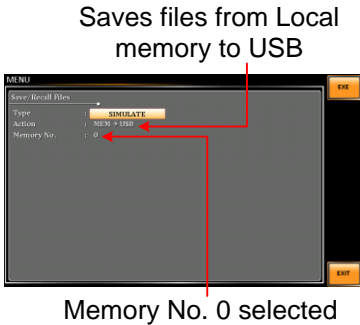 Saves files from Local
memory to USB
MENU
EXE
Save/Recall Files
Type : SIMULATE
Action : MEM → USB
Memory No. : 0
EXIT
Memory No. 0 selected